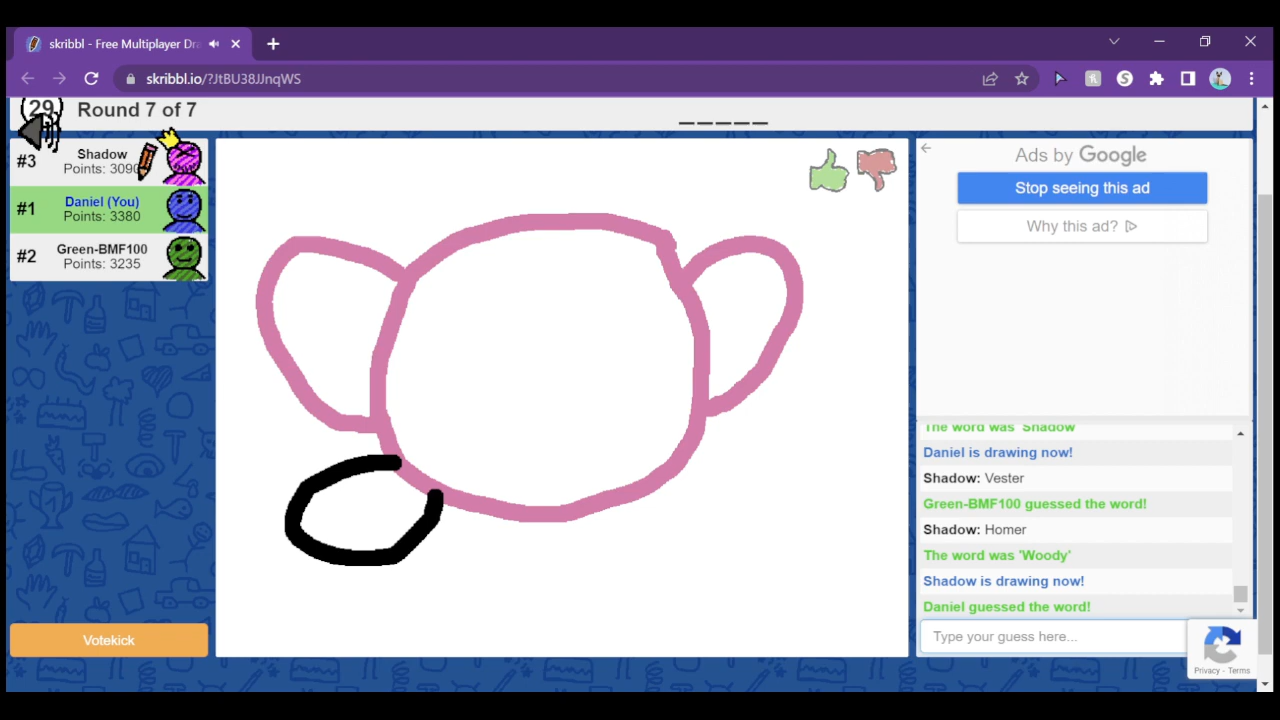 skribbl - Free Multiplayer Dra
skribbl.io/?JtBU38JJnqWS
29
Round 7 of 7
_ _ _ _ _
#3
Shadow
Points: 3090
#1
Daniel (You)
Points: 3380
#2
Green-BMF100
Points: 3235
Votekick
Ads by Google
Stop seeing this ad
Why this ad?
The word was 'Shadow'
Daniel is drawing now!
Shadow: Vester
Green-BMF100 guessed the word!
Shadow: Homer
The word was 'Woody'
Shadow is drawing now!
Daniel guessed the word!
Type your guess here...
Privacy - Terms